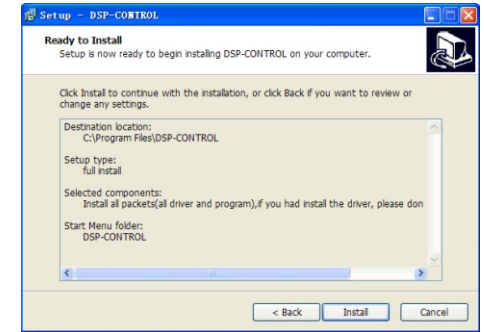 Setup - DSP-CONTROL
Ready to Install
Setup is now ready to begin installing DSP-CONTROL on your computer.
Click Install to continue with the installation, or click Back if you want to review or
change any settings.
Destination location:
C:\Program Files\DSP-CONTROL
Setup type:
full install
Selected components:
Install all packets(all driver and program),if you had install the driver, please don
Start Menu folder:
DSP-CONTROL
< Back
Install
Cancel